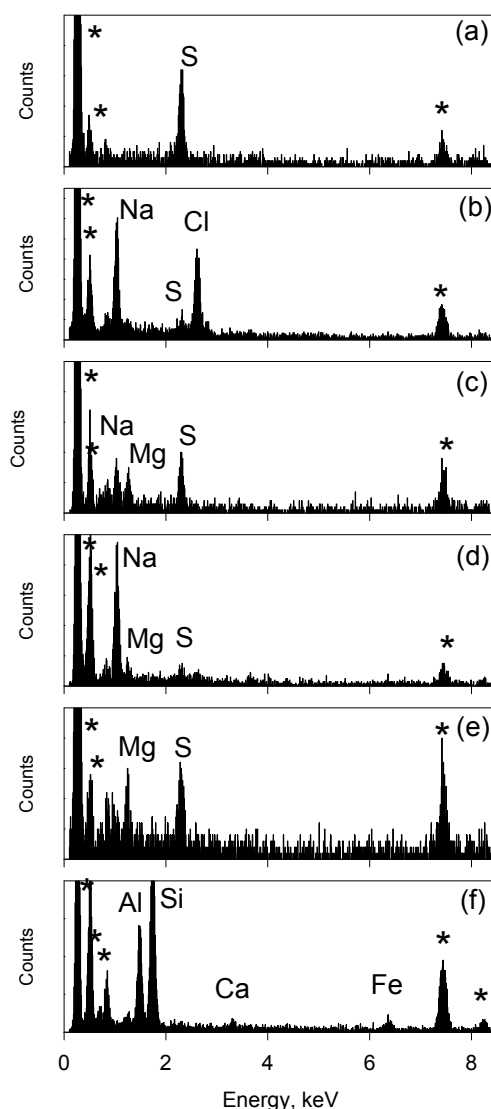 (a)
*
S
*
*
Counts
(b)
*
Na
Cl
*
S
*
Counts
(c)
*
Na
*
Mg
S
*
Counts
(d)
*
Na
*
Mg
S
*
Counts
(e)
*
Mg
S
*
*
Counts
(f)
*
Al
Si
*
*
Ca
Fe
*
*
Counts
0 2 4 6 8
Energy, keV